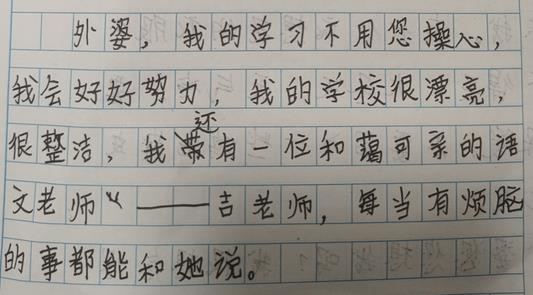 外婆，我的学习不用您操心，
我会好好努力，我的学校很漂亮，
很整洁，我还有一位和蔼可亲的语
文老师——吉老师，每当有烦脑
的事都能和她说。